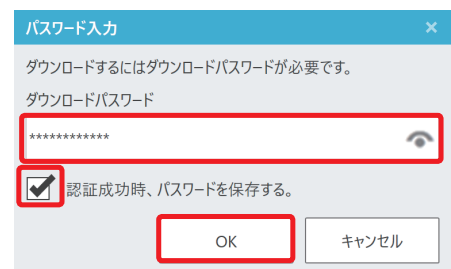 パスワード入力
ダウンロードするにはダウンロードパスワードが必要です。
ダウンロードパスワード
************
認証成功時、パスワードを保存する。
OK キャンセル